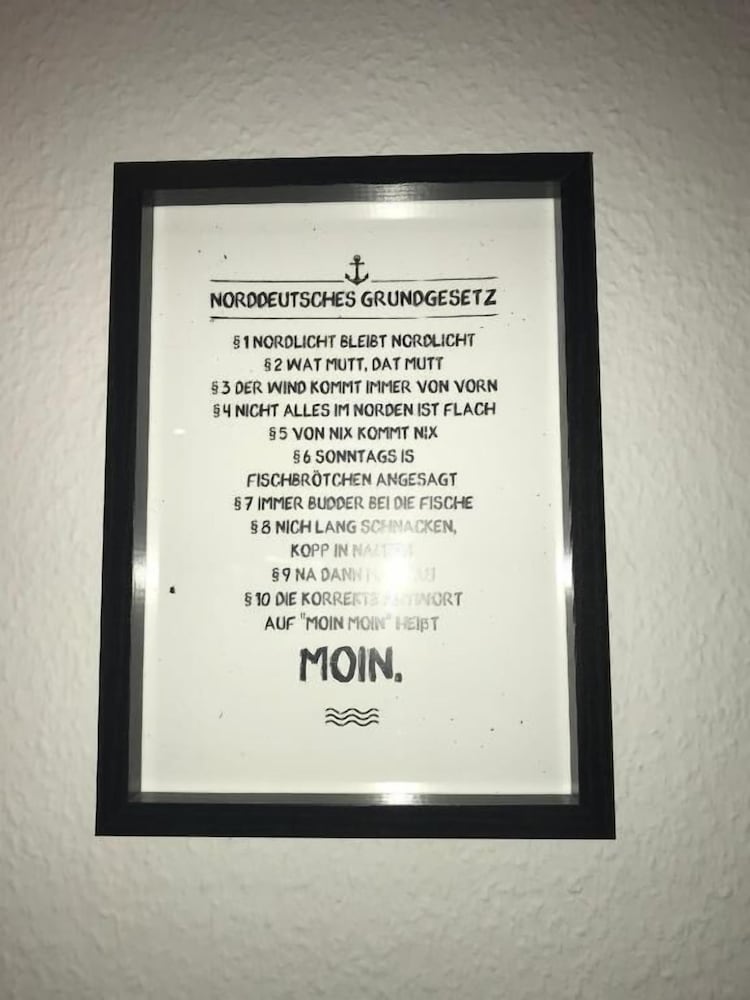 NORDDEUTSCHES GRUNDGESETZ
§ 1 NORDLICHT BLEIBT NORDLICHT
§ 2 WAT MUTT, DAT MUTT
§ 3 DER WIND KOMMT IMMER VON VORN
§ 4 NICHT ALLES IM NORDEN IST FLACH
§ 5 VON NIX KOMMT NIX
§ 6 SONNTAGS IS
FISCHBRÖTCHEN ANGESAGT
§ 7 IMMER BUDDER BEI DIE FISCHE
§ 8 NICH LANG SCHNACKEN,
KOPP IN
§ 9 NA DANN
§ 10 DIE KORREKTE ANTWORT
AUF "MOIN MOIN" HEIßT
MOIN.